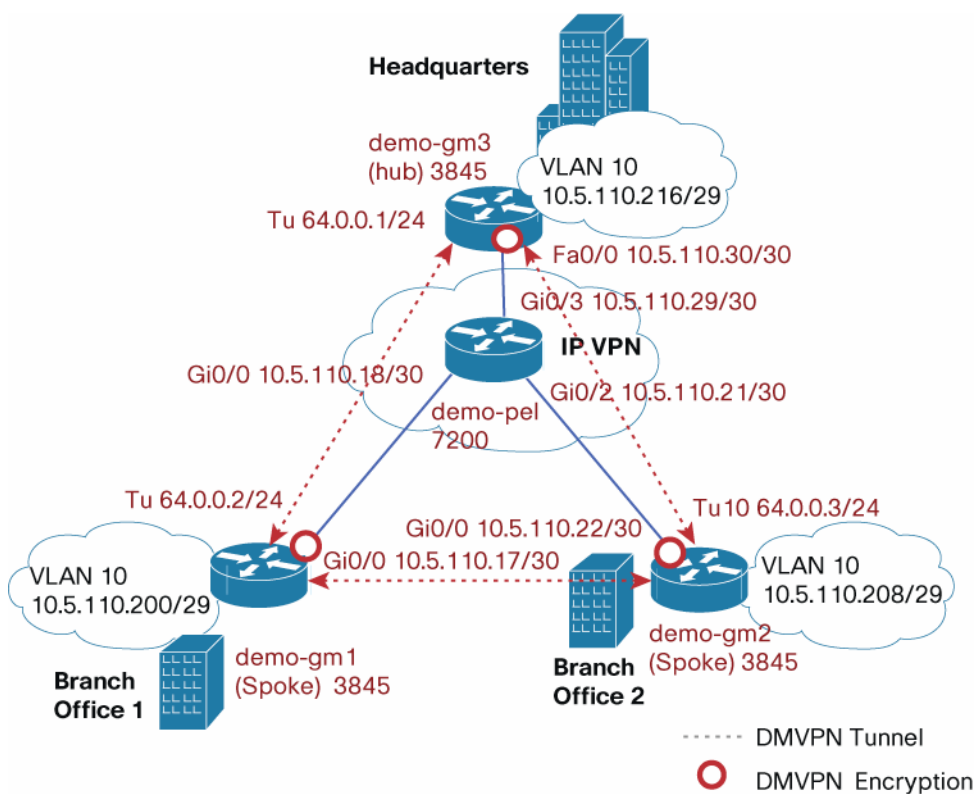 Headquarters
demo-gm3
(hub) 3845
VLAN 10
10.5.110.216/29
Tu 64.0.0.1/24
Fa0/0 10.5.110.30/30
Gi0/3 10.5.110.29/30
IP VPN
Gi0/0 10.5.110.18/30
Gi0/2 10.5.110.21/30
demo-pel
7200
Tu 64.0.0.2/24
Tu10 64.0.0.3/24
Gi0/0 10.5.110.22/30
Gi0/0 10.5.110.17/30
VLAN 10
10.5.110.200/29
VLAN 10
10.5.110.208/29
demo-gm1
(Spoke) 3845
Branch
Office 1
demo-gm2
(Spoke) 3845
Branch
Office 2
DMVPN Tunnel
DMVPN Encryption